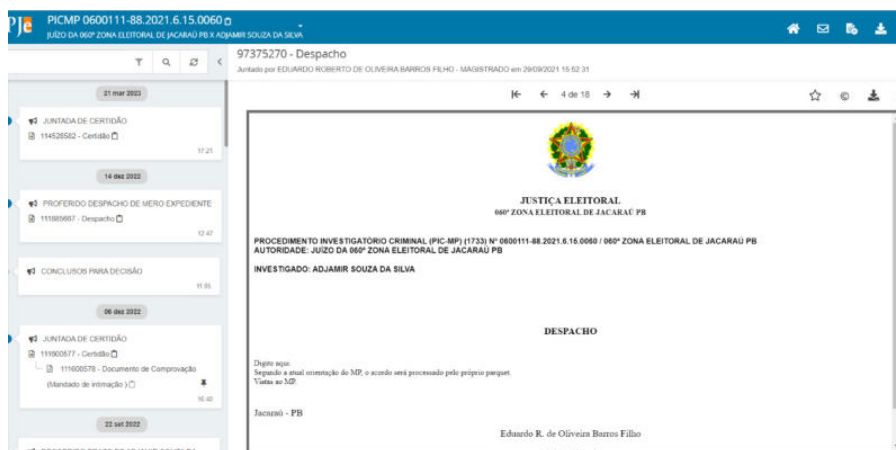 PJe
PICMP 0600111-88.2021.6.15.0060
JUÍZO DA 060ª ZONA ELEITORAL DE JACARAÚ PB X ADJAMIR SOUZA DA SILVA
97375270 - Despacho
Juntado por EDUARDO ROBERTO DE OLIVEIRA BARROS FILHO - MAGISTRADO em 29/09/2021 15:52:31
4 de 18
21 mar 2023
JUNTADA DE CERTIDÃO
114528582 - Certidão
17:21
14 dez 2022
PROFERIDO DESPACHO DE MERO EXPEDIENTE
111885667 - Despacho
12:47
CONCLUSOS PARA DECISÃO
11:35
06 dez 2022
JUNTADA DE CERTIDÃO
111800577 - Certidão
111800578 - Documento de Comprovação
(Mandado de intimação )
16:40
22 set 2022
JUSTIÇA ELEITORAL
060ª ZONA ELEITORAL DE JACARAÚ PB
PROCEDIMENTO INVESTIGATÓRIO CRIMINAL (PIC-MP) (1733) Nº 0600111-88.2021.6.15.0060 / 060ª ZONA ELEITORAL DE JACARAÚ PB
AUTORIDADE: JUÍZO DA 060ª ZONA ELEITORAL DE JACARAÚ PB
INVESTIGADO: ADJAMIR SOUZA DA SILVA
DESPACHO
Digite aqui.
Segundo a atual orientação do MP, o acordo será processado pelo próprio parquet.
Vistas ao MP.
Jacaraú - PB
Eduardo R. de Oliveira Barros Filho